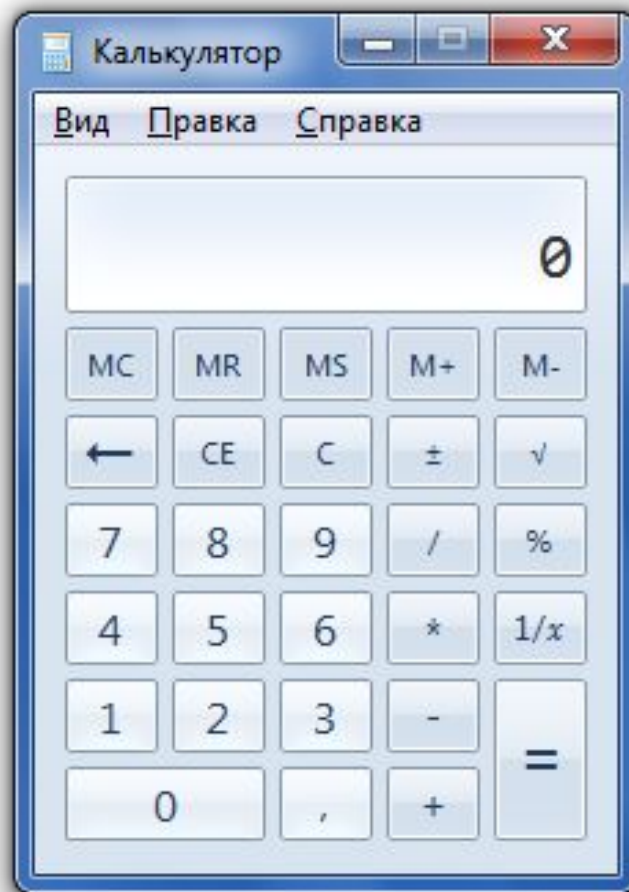 Калькулятор
Вид Правка Справка
0
MC MR MS M+ M-
← CE C ± √
7 8 9 / %
4 5 6 * 1/x
1 2 3 - =
0 , +